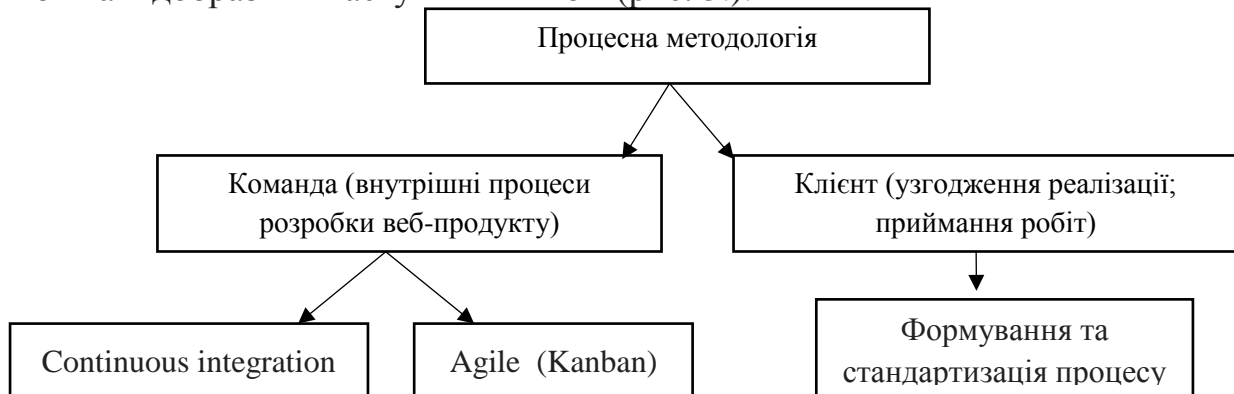 Процесна методологія
Команда (внутрішні процеси
розробки веб-продукту)
Клієнт (узгодження реалізації;
приймання робіт)
Continuous integration
Agile (Kanban)
Формування та
стандартизація процесу